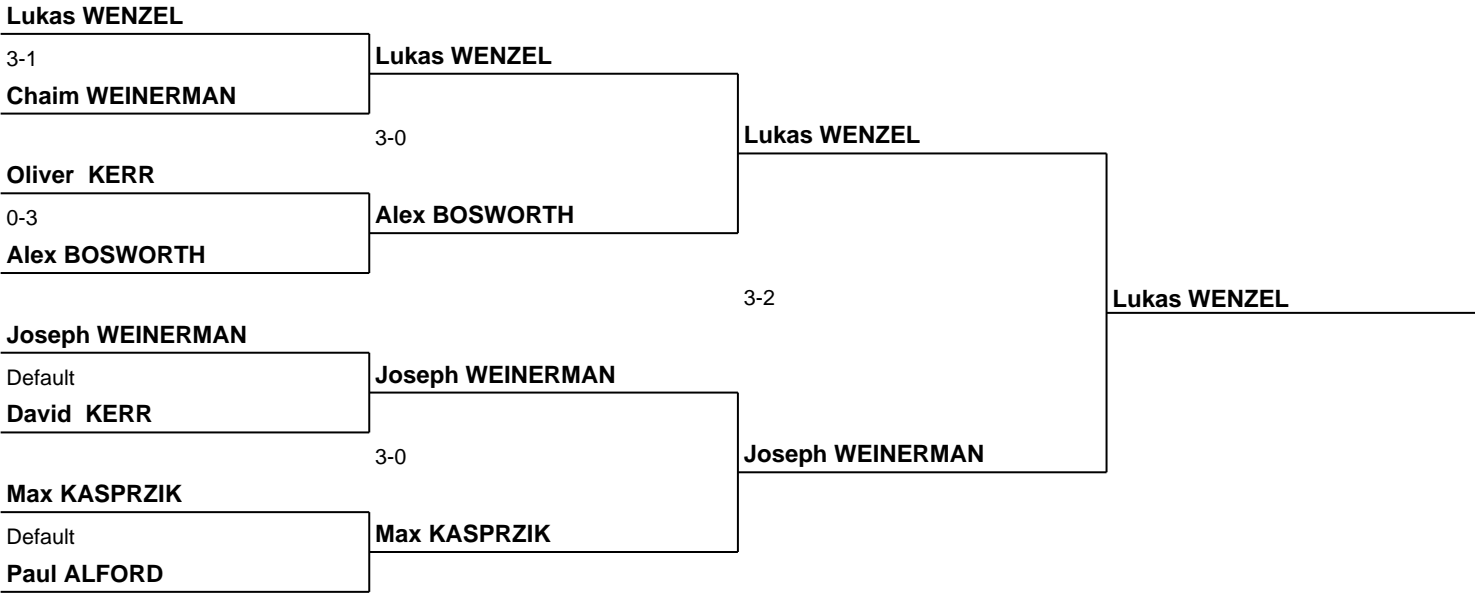 Lukas WENZEL
3-1
Lukas WENZEL
Chaim WEINERMAN
3-0
Lukas WENZEL
Oliver  KERR
0-3
Alex BOSWORTH
Alex BOSWORTH
3-2
Lukas WENZEL
Joseph WEINERMAN
Default
Joseph WEINERMAN
David  KERR
3-0
Joseph WEINERMAN
Max KASPRZIK
Default
Max KASPRZIK
Paul ALFORD